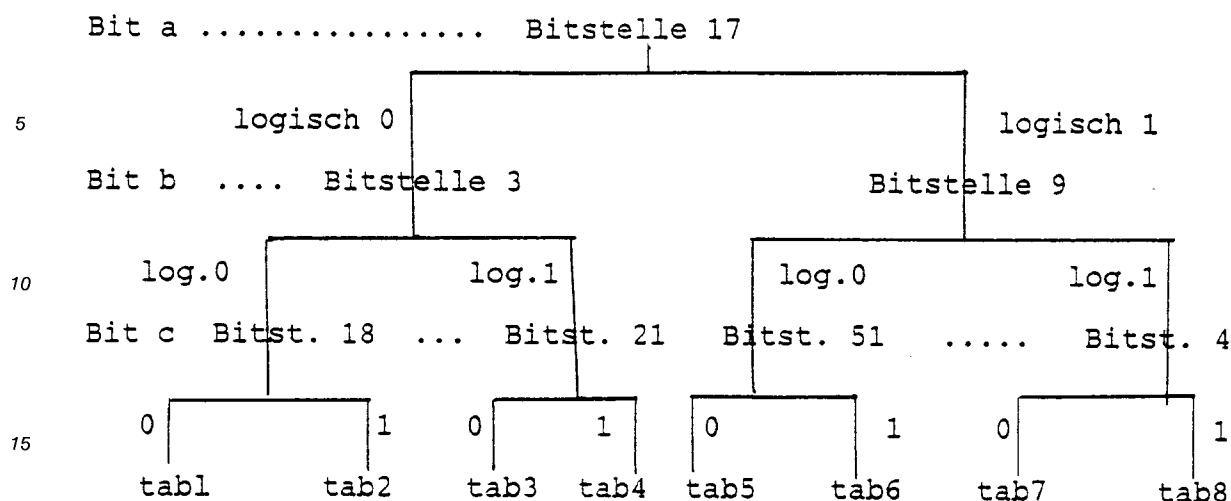 Bit a ................ Bitstelle 17
5 logisch 0 logisch 1
Bit b .... Bitstelle 3 Bitstelle 9
10 log.0 log.1 log.0 log.1
Bit c Bitst. 18 ... Bitst. 21 Bitst. 51 ..... Bitst. 4
0 1 0 1 0 1 0 1
15
tab1 tab2 tab3 tab4 tab5 tab6 tab7 tab8